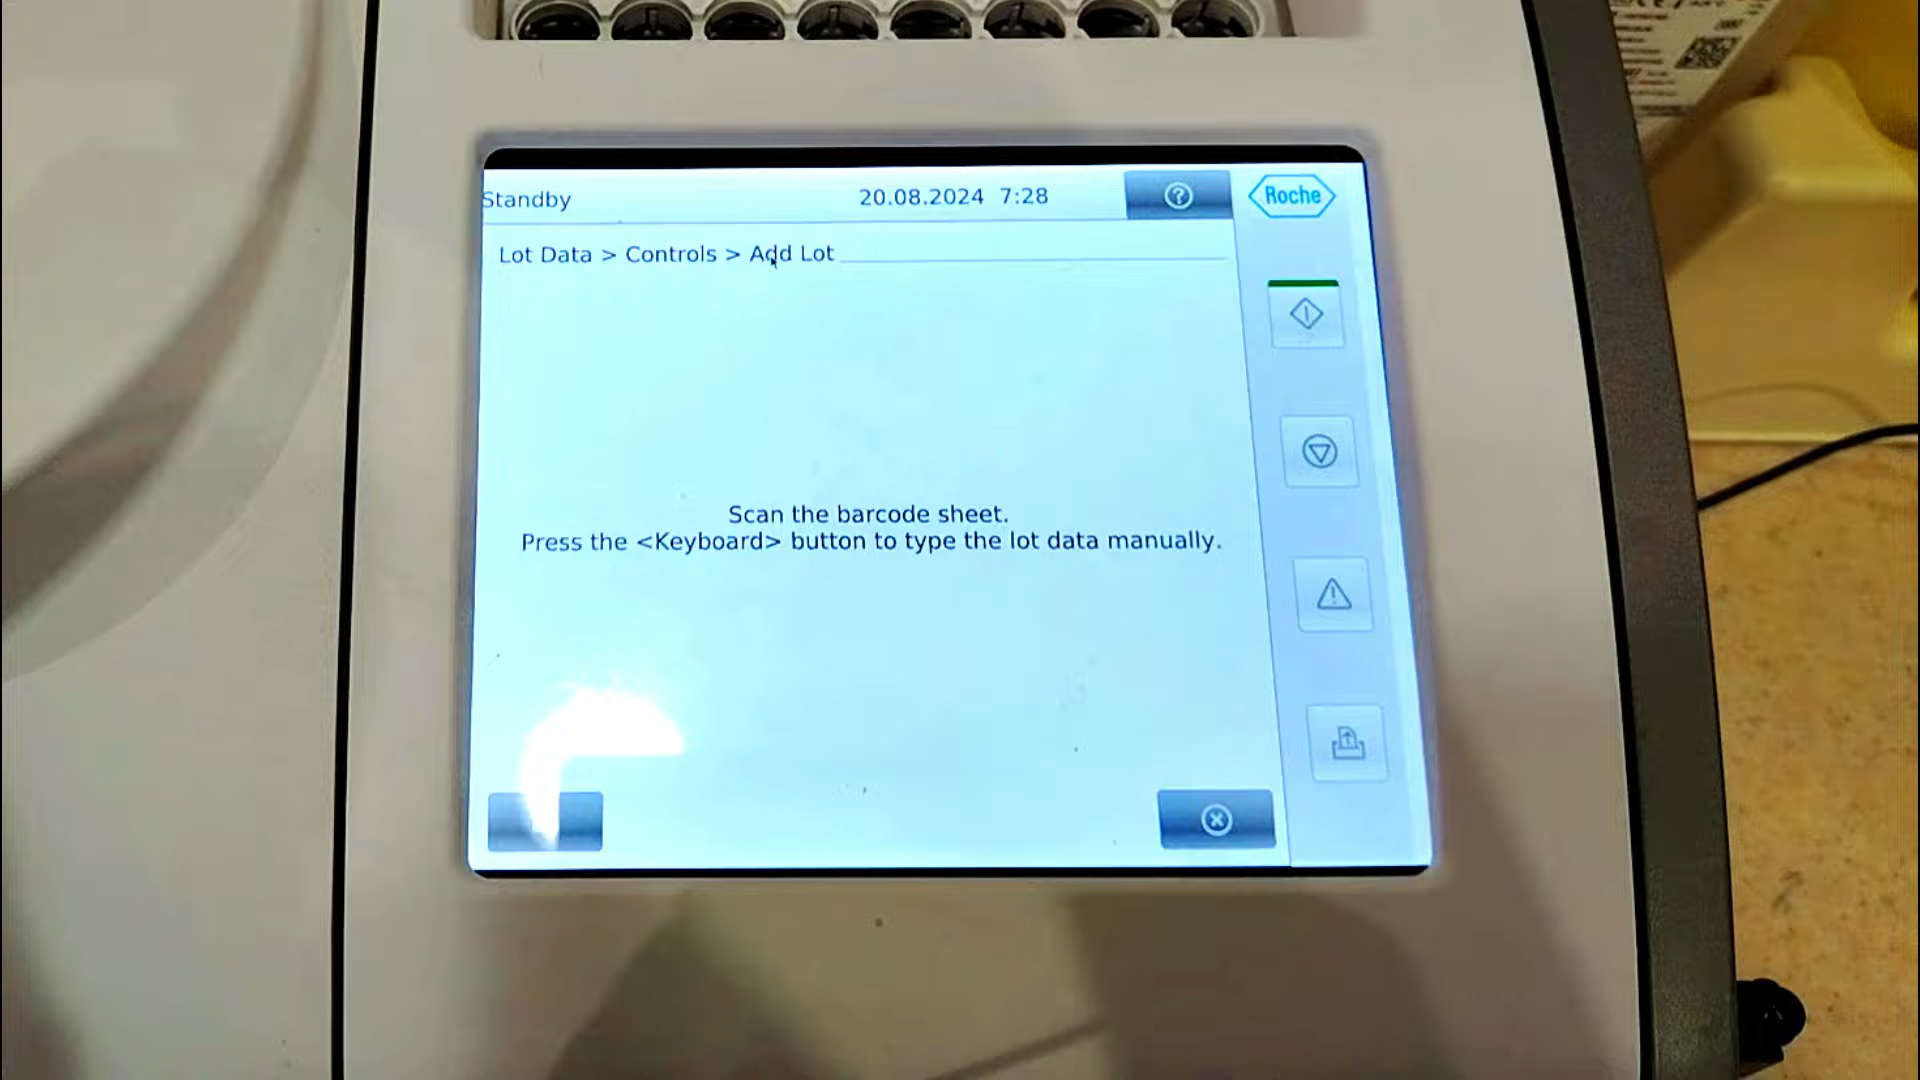 Standby
20.08.2024 7:28
Roche
Lot Data > Controls > Add Lot
Scan the barcode sheet.
Press the <Keyboard> button to type the lot data manually.